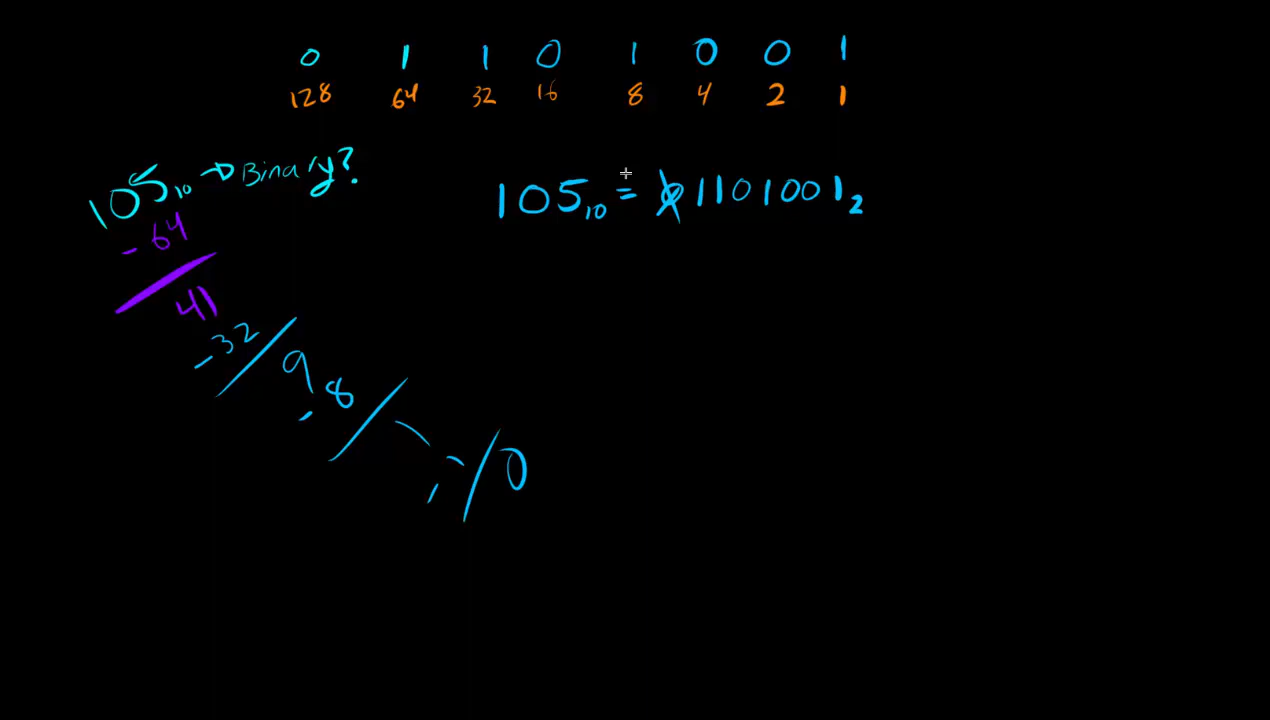 0 1 1 0 1 0 0 1
128 64 32 16 8 4 2 1
105₁₀ → Binary?
- 64
41
- 32
9
- 8
1
- 1
0
105₁₀ = 01101001₂